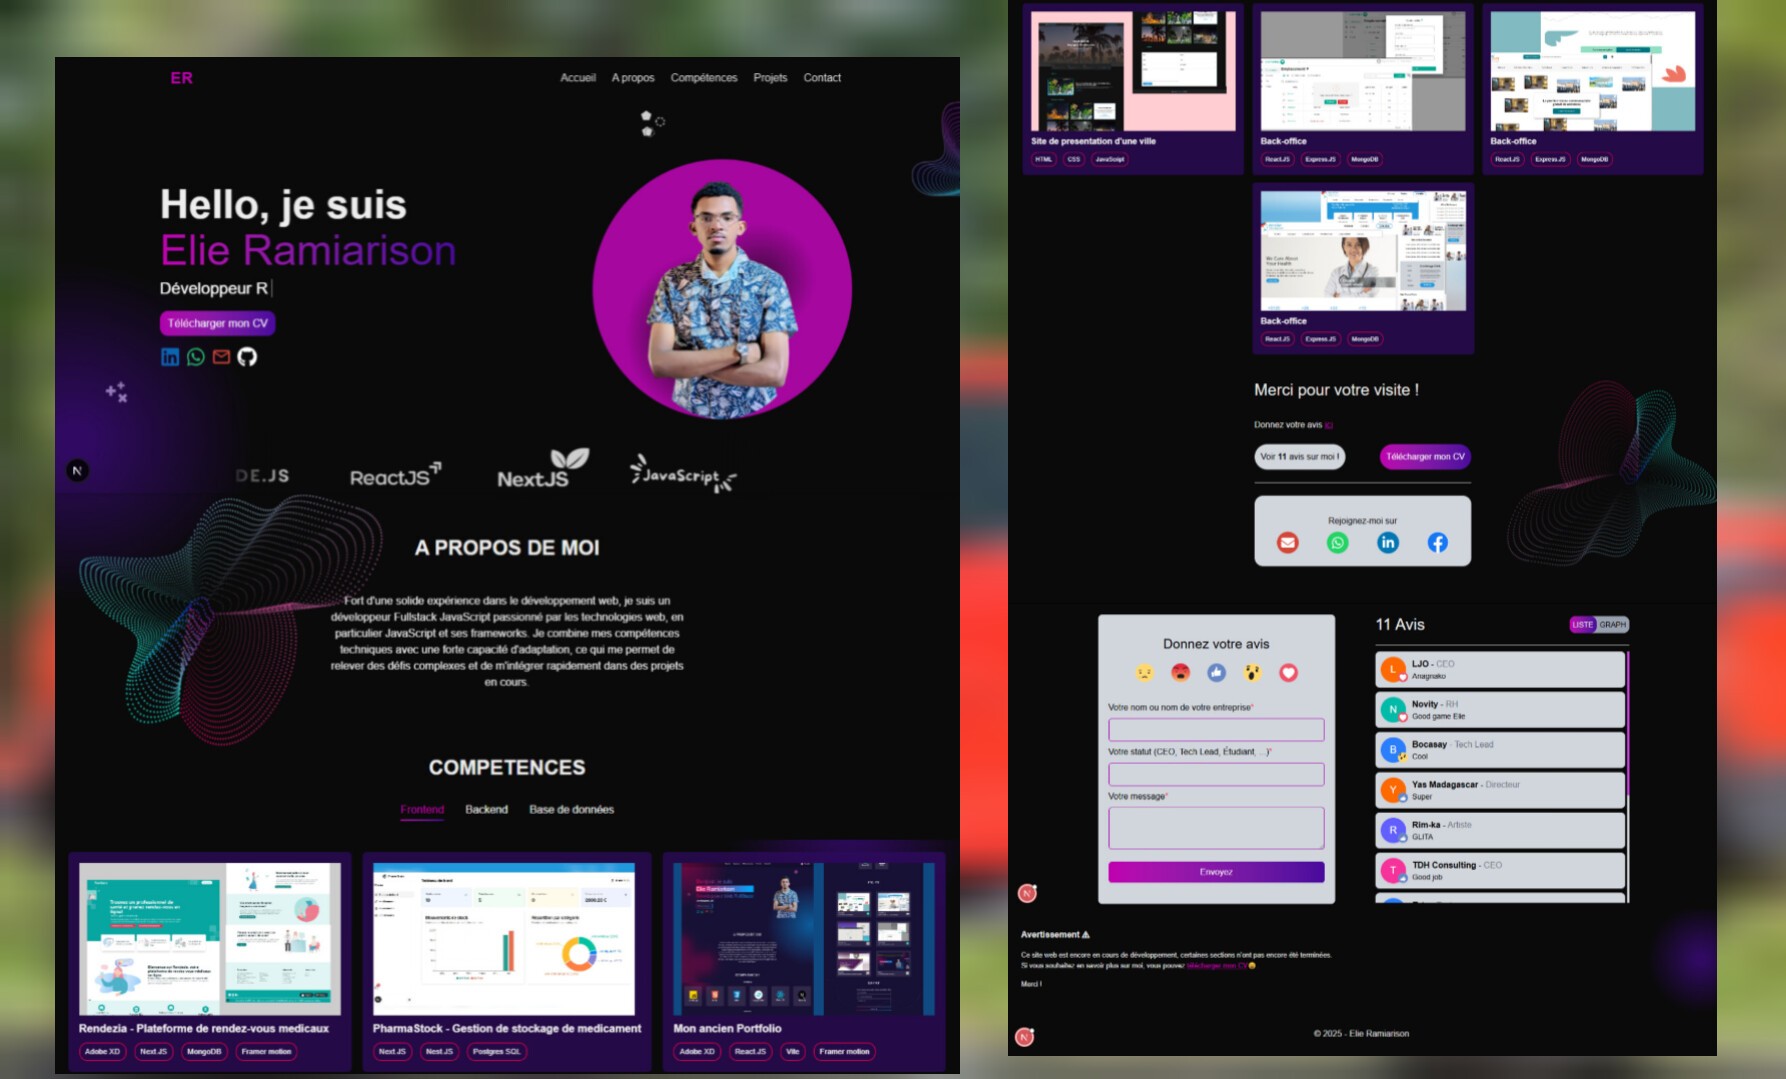 ER
Accueil A propos Compétences Projets Contact
Hello, je suis
Elie Ramiarison
Développeur R
Télécharger mon CV
DE.JS ReactJS NextJS JavaScript
A PROPOS DE MOI
Fort d'une solide expérience dans le développement web, je suis un
développeur Fullstack JavaScript passionné par les technologies web, en
particulier JavaScript et ses frameworks. Je combine mes compétences
techniques avec une forte capacité d'adaptation, ce qui me permet de
relever des défis complexes et de m'intégrer rapidement dans des projets
en cours.
COMPETENCES
Frontend Backend Base de données
Rendezia - Plateforme de rendez-vous medicaux
Adobe XD Next.JS MongoDB Framer motion
PharmaStock - Gestion de stockage de medicament
Next.JS Nest.JS Postgres SQL
Mon ancien Portfolio
Adobe XD React.JS Vite Framer motion
Site de presentation d'une ville
HTML CSS JavaScript
Back-office
React.JS Express.JS MongoDB
Back-office
React.JS Express.JS MongoDB
Back-office
React.JS Express.JS MongoDB
Merci pour votre visite !
Donnez votre avis ici
Voir 11 avis sur moi !
Télécharger mon CV
Rejoignez-moi sur
Donnez votre avis
Votre nom ou nom de votre entreprise*
Votre statut (CEO, Tech Lead, Étudiant, ...)*
Votre message*
Envoyez
11 Avis
LISTE GRAPH
L
LJO - CEO
Anagnako
N
Novity - RH
Good game Elie
B
Bocasay - Tech Lead
Cool
Y
Yas Madagascar - Directeur
Super
R
Rim-ka - Artiste
GLITA
T
TDH Consulting - CEO
Good job
Avertissement ⚠
Ce site web est encore en cours de développement, certaines sections n'ont pas encore été terminées.
Si vous souhaitez en savoir plus sur moi, vous pouvez télécharger mon CV 😄
Merci !
© 2025 - Elie Ramiarison